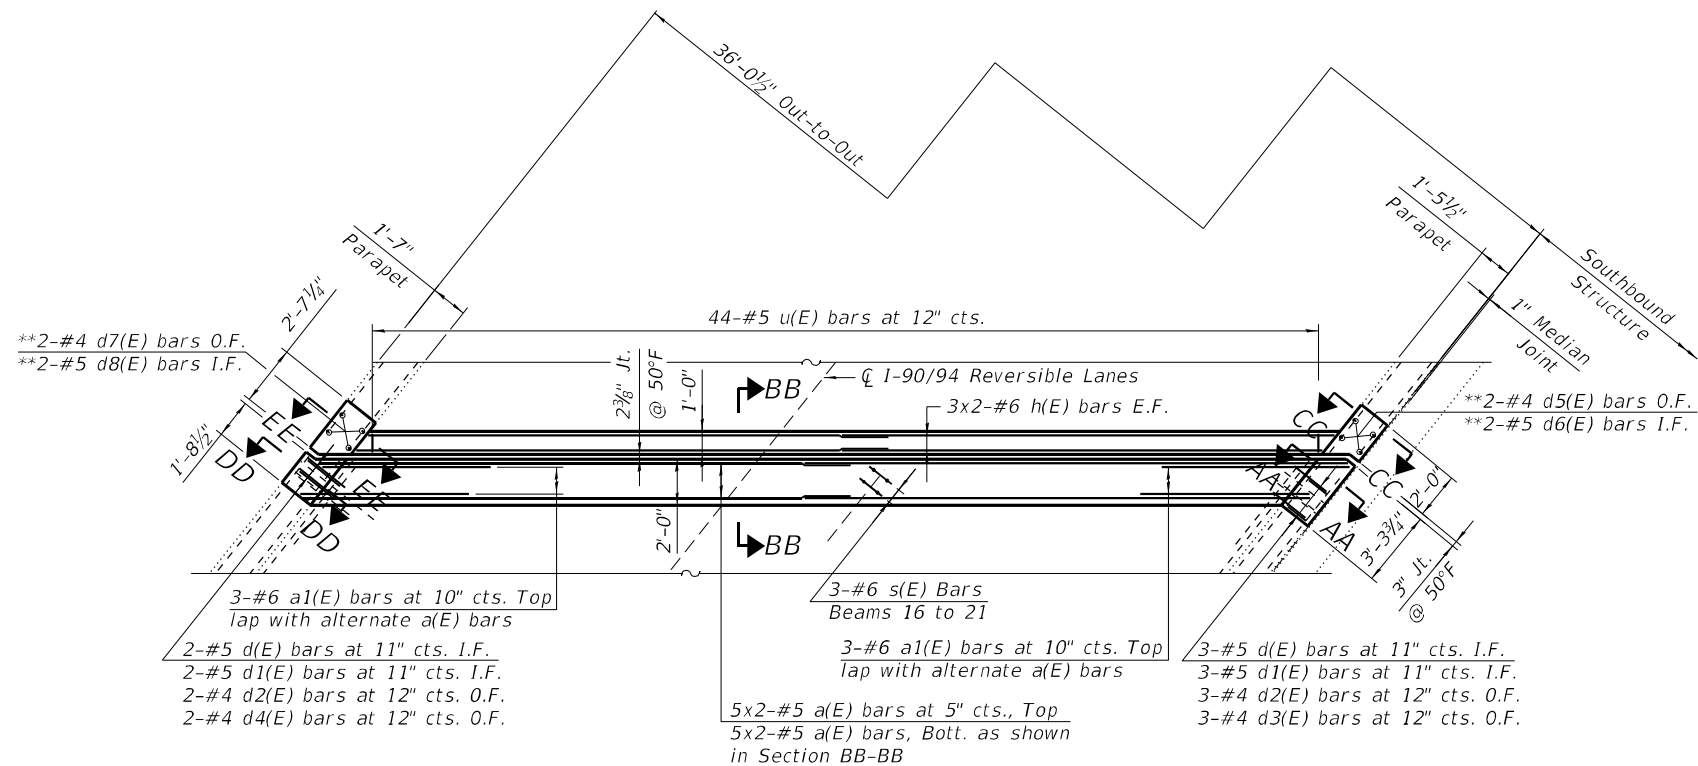 36'-0½" Out-to-Out
1'-5½"
Parapet
1'-7"
Parapet
Southbound
Structure
2'-7¼"
1" Median
Joint
44-#5 u(E) bars at 12" cts.
**2-#4 d7(E) bars O.F.
**2-#5 d8(E) bars I.F.
2⅜" Jt.
@ 50°F
1'-0"
BB
℄ I-90/94 Reversible Lanes
3x2-#6 h(E) bars E.F.
**2-#4 d5(E) bars O.F.
**2-#5 d6(E) bars I.F.
EE
CC
1'-8½"
DD
EE
AA
CC
2'-0"
DD
2'-0"
BB
AA
3'-3¾"
3" Jt.
@ 50°F
3-#6 a1(E) bars at 10" cts. Top
lap with alternate a(E) bars
3-#6 s(E) Bars
Beams 16 to 21
2-#5 d(E) bars at 11" cts. I.F.
2-#5 d1(E) bars at 11" cts. I.F.
2-#4 d2(E) bars at 12" cts. O.F.
2-#4 d4(E) bars at 12" cts. O.F.
3-#6 a1(E) bars at 10" cts. Top
lap with alternate a(E) bars
3-#5 d(E) bars at 11" cts. I.F.
3-#5 d1(E) bars at 11" cts. I.F.
3-#4 d2(E) bars at 12" cts. O.F.
3-#4 d3(E) bars at 12" cts. O.F.
5x2-#5 a(E) bars at 5" cts., Top
5x2-#5 a(E) bars, Bott. as shown
in Section BB-BB